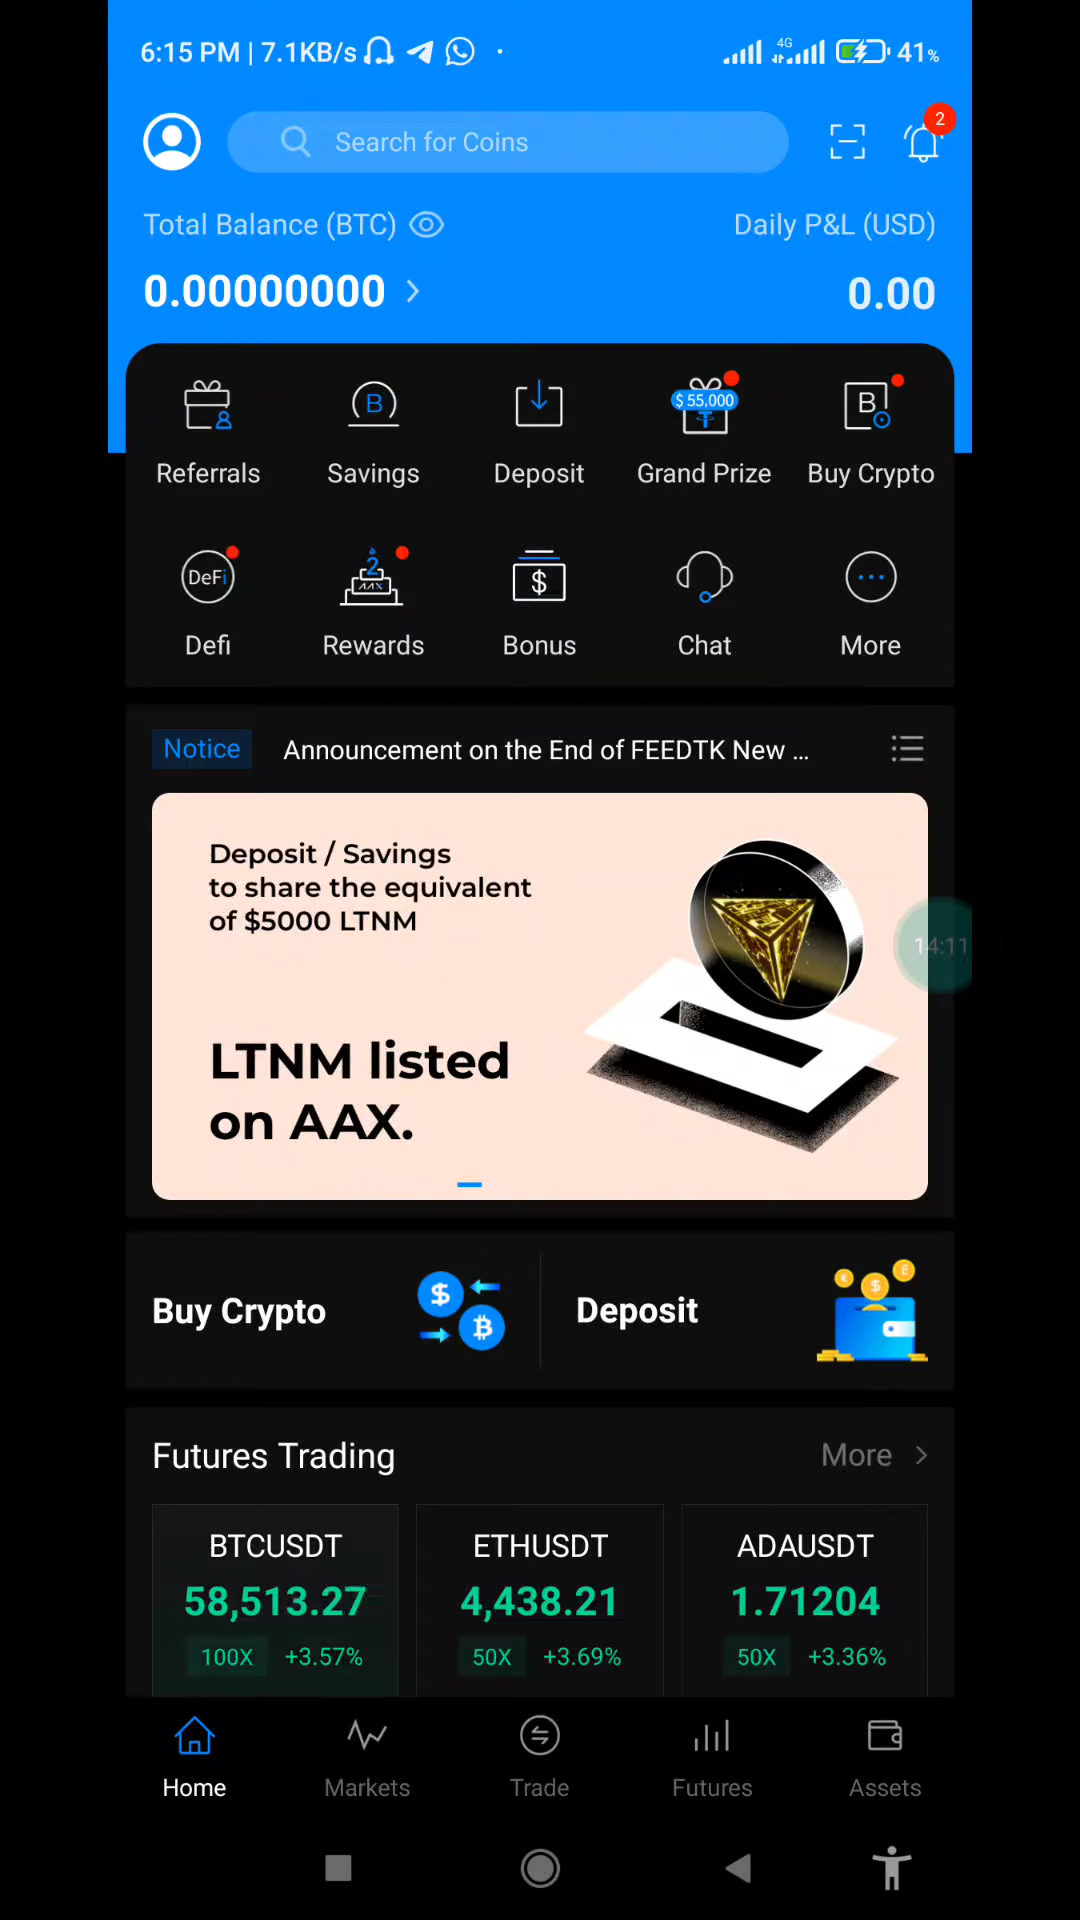 6:15 PM | 7.1KB/s
4G
41%
Search for Coins
2
Total Balance (BTC)
Daily P&L (USD)
0.00000000
0.00
$ 55,000
Referrals
Savings
Deposit
Grand Prize
Buy Crypto
DeFi
2
AAX
Defi
Rewards
Bonus
Chat
More
Notice
Announcement on the End of FEEDTK New ...
Deposit / Savings
to share the equivalent
of $5000 LTNM
14:11
LTNM listed
on AAX.
Buy Crypto
Deposit
Futures Trading
More
BTCUSDT
ETHUSDT
ADAUSDT
58,513.27
4,438.21
1.71204
100X +3.57%
50X +3.69%
50X +3.36%
Home
Markets
Trade
Futures
Assets